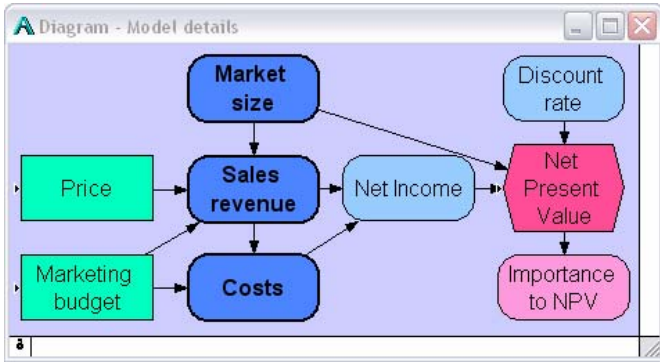 Diagram - Model details
Market
size
Discount
rate
Price
Sales
revenue
Net Income
Net
Present
Value
Marketing
budget
Costs
Importance
to NPV